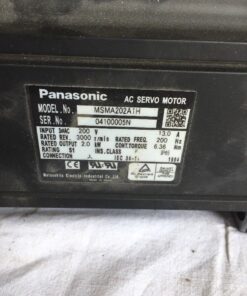 Panasonic AC SERVO MOTOR
MODEL No. MSMA202A1H
SER.No. 04100005N
INPUT 3ØAC 200 V 13.0 A
RATED REV. 3000 r/min RATED FREQ. 200 Hz
RATED OUTPUT 2.0 kW CONT.TORQUE 6.36 Nm
RATING S1 INS.CLASS
CONNECTION IEC 34-1 1994
Matsushita Electric Industrial Co.,Ltd.